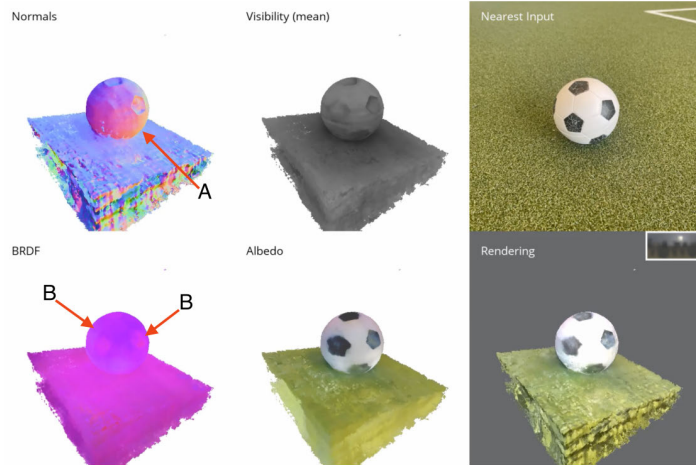 Normals
Visibility (mean)
Nearest Input
A
BRDF
Albedo
Rendering
B
B